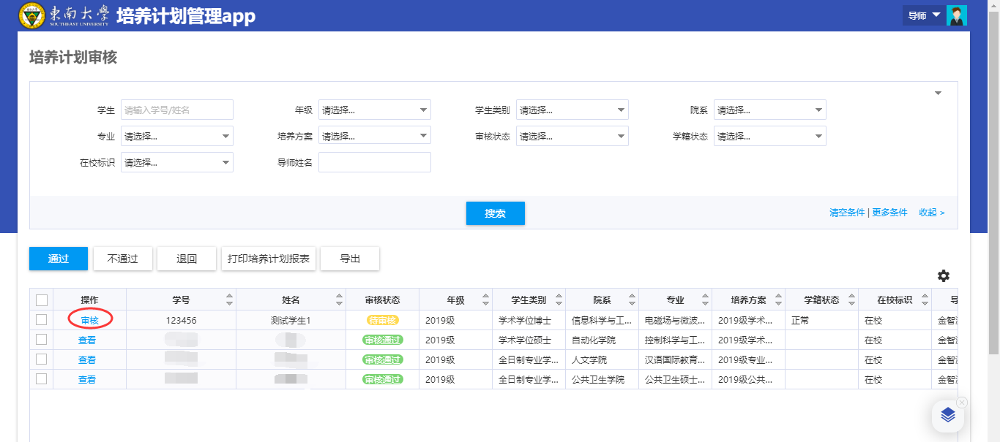 東南大學 培养计划管理app 导师
SOUTHEAST UNIVERSITY
培养计划审核
学生 请输入学号/姓名 年级 请选择... 学生类别 请选择... 院系 请选择...
专业 请选择... 培养方案 请选择... 审核状态 请选择... 学籍状态 请选择...
在校标识 请选择... 导师姓名
搜索 清空条件 | 更多条件 收起 >
通过 不通过 退回 打印培养计划报表 导出
操作 学号 姓名 审核状态 年级 学生类别 院系 专业 培养方案 学籍状态 在校标识 导
审核 123456 测试学生1 待审核 2019级 学术学位博士 信息科学与工... 电磁场与微波... 2019级学术... 正常 在校 金智
查看 审核通过 2019级 学术学位硕士 自动化学院 控制科学与工... 2019级学术... 在校 金智
查看 审核通过 2019级 全日制专业学... 人文学院 汉语国际教育... 2019级专业... 在校 金智
查看 审核通过 2019级 全日制专业学... 公共卫生学院 公共卫生硕士... 2019级公共... 在校 金智